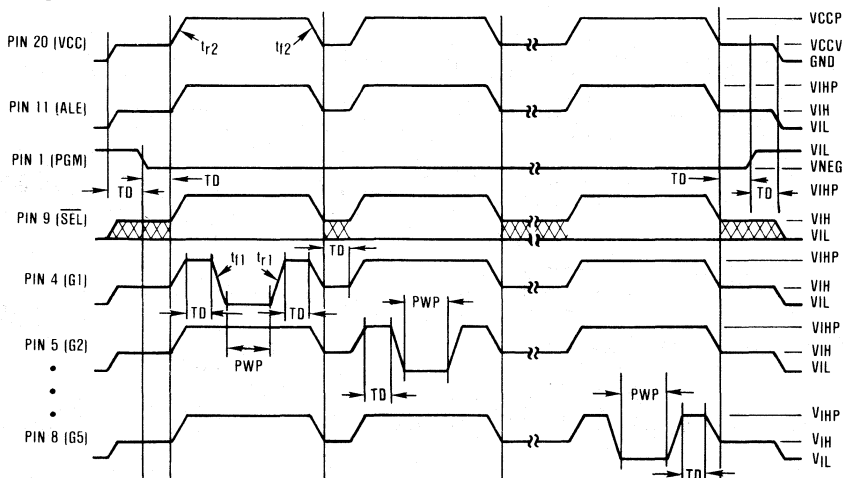 PIN 20 (VCC)
tr2
tf2
VCCP
VCCV
GND
PIN 11 (ALE)
VIHP
VIH
VIL
PIN 1 (PGM)
VIL
VNEG
TD
TD
TD
TD
PIN 9 (SEL)
VIHP
VIH
VIL
TD
PIN 4 (G1)
tf1
tr1
VIHP
VIH
VIL
TD
TD
PWP
PWP
PIN 5 (G2)
VIHP
VIH
VIL
TD
PWP
PIN 8 (G5)
VIHP
VIH
VIL
TD